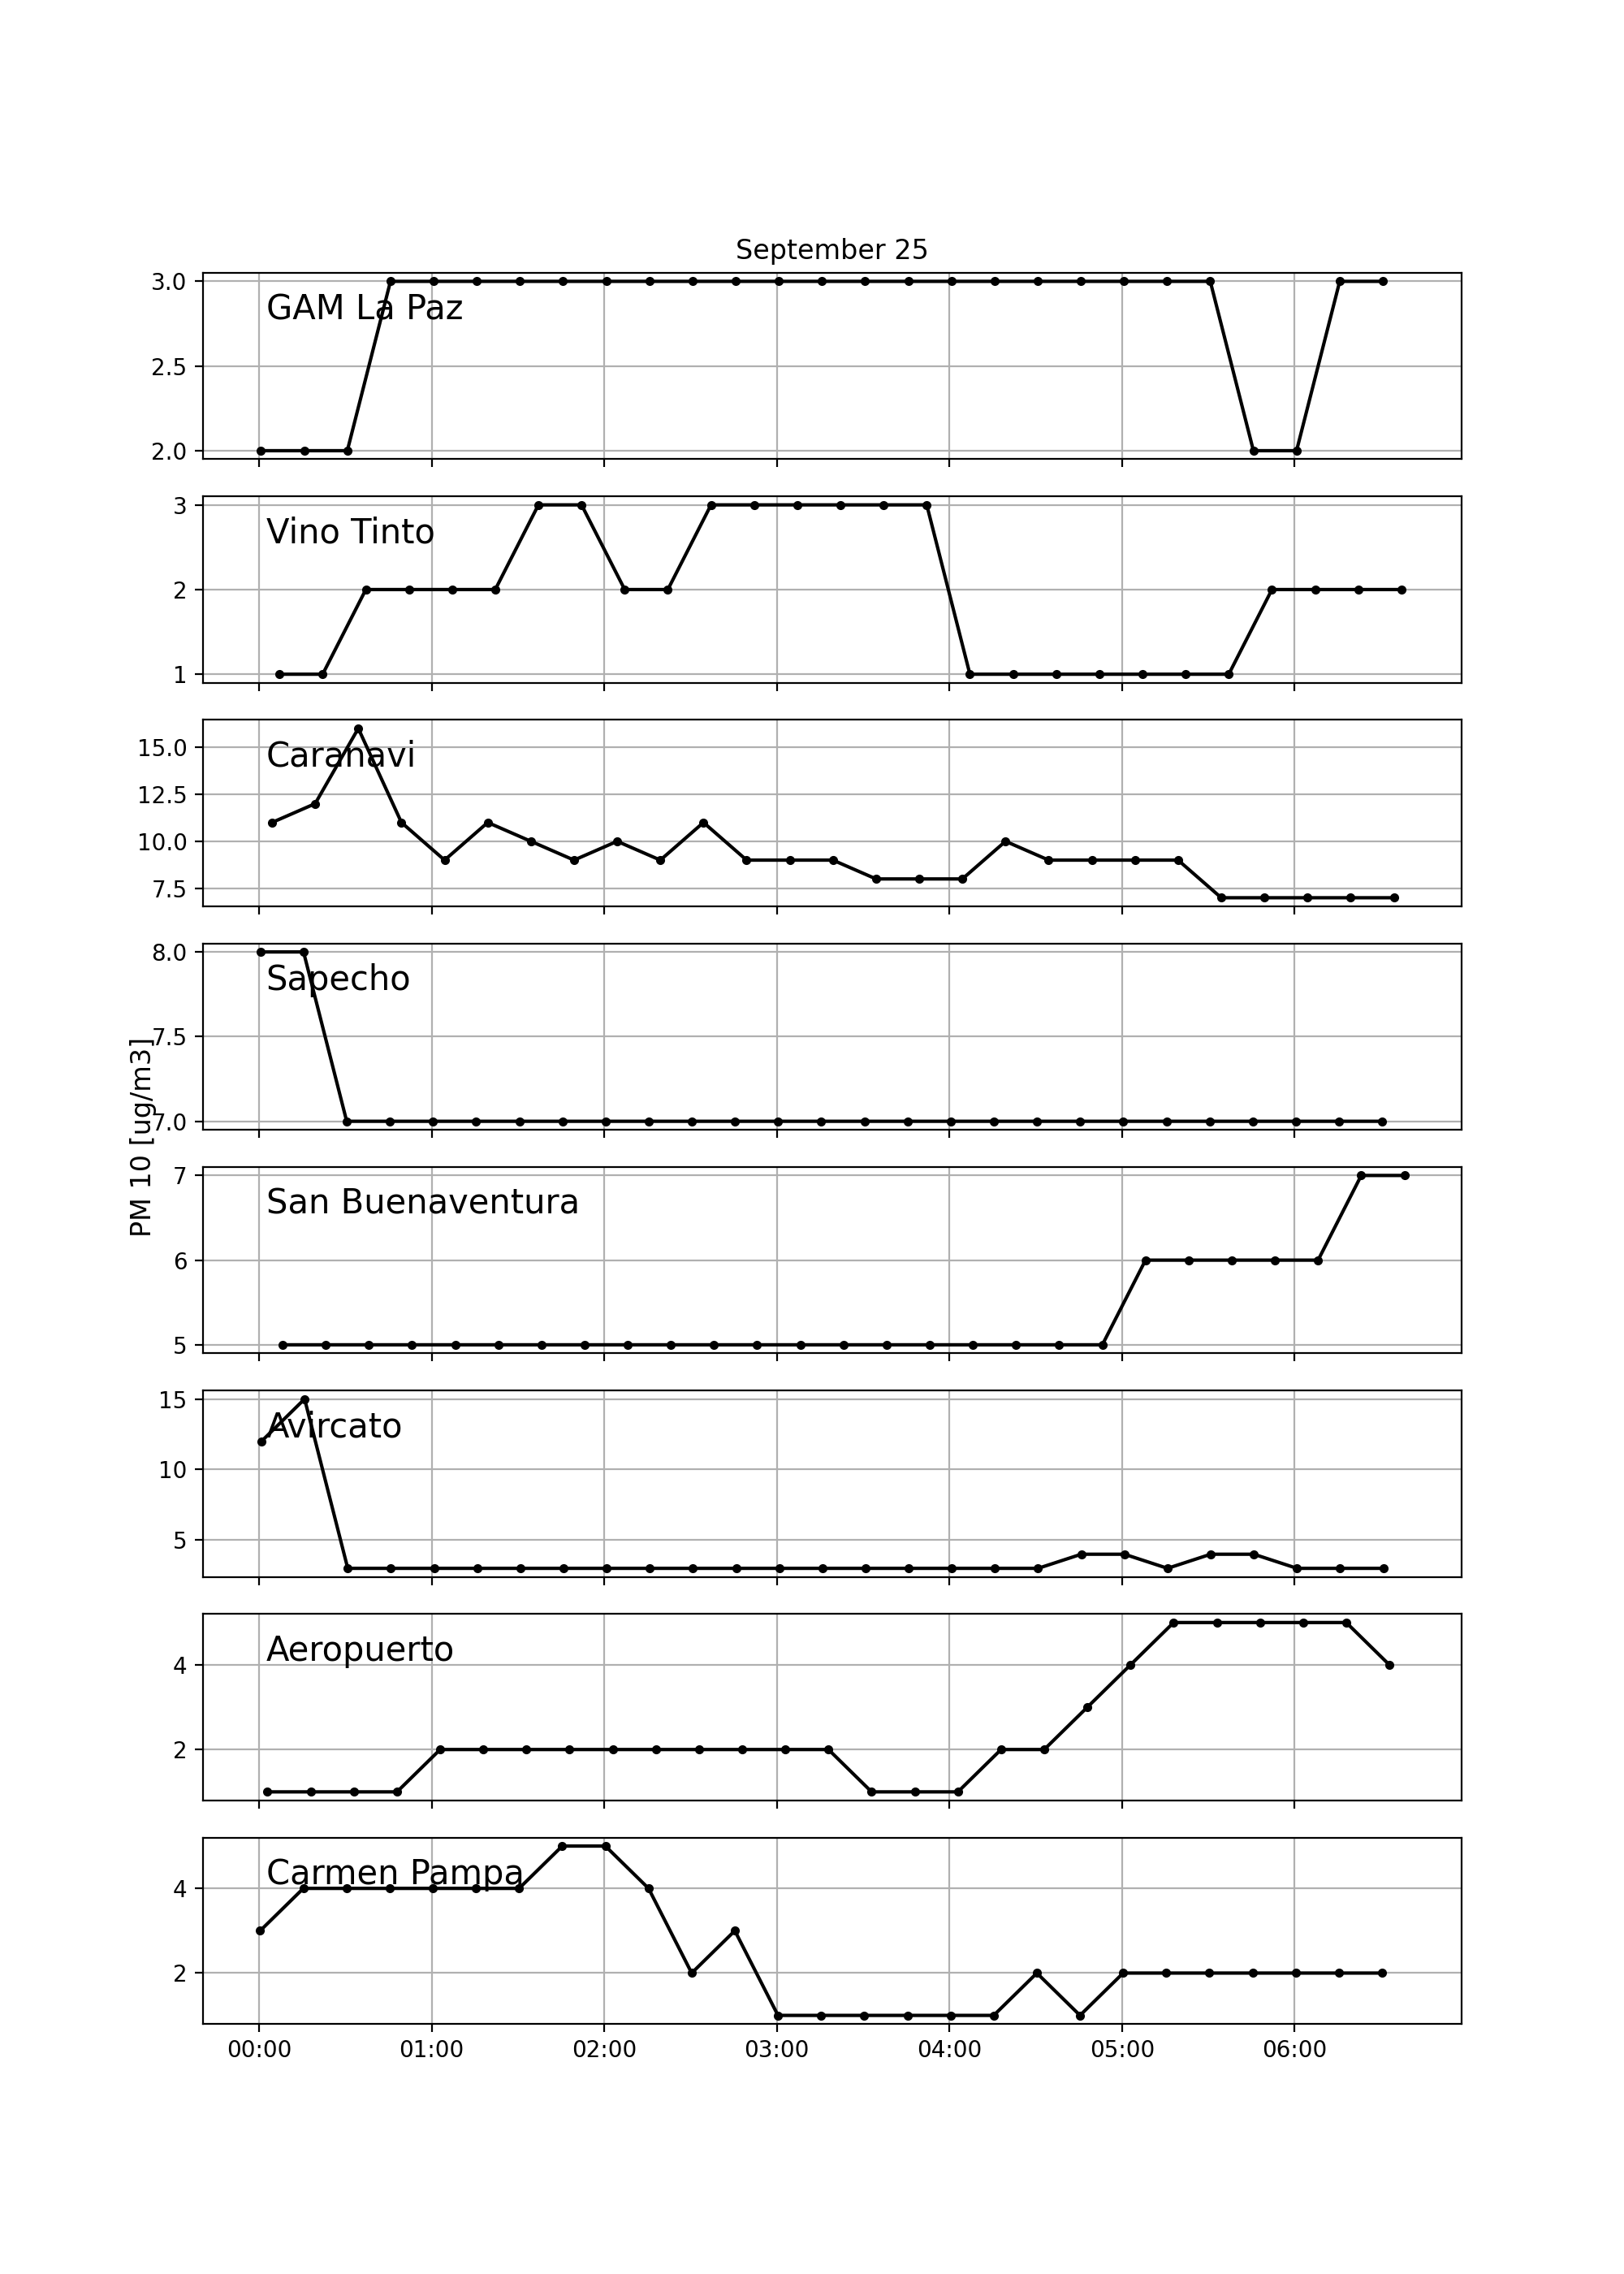 September 25
3.0
GAM La Paz
2.5
2.0
3
Vino Tinto
2
1
15.0
Caranavi
12.5
10.0
7.5
8.0
Sapecho
7.5
7.0
PM 10 [ug/m3]
7
San Buenaventura
6
5
15
Avircato
10
5
Aeropuerto
4
2
Carmen Pampa
4
2
00:00 01:00 02:00 03:00 04:00 05:00 06:00